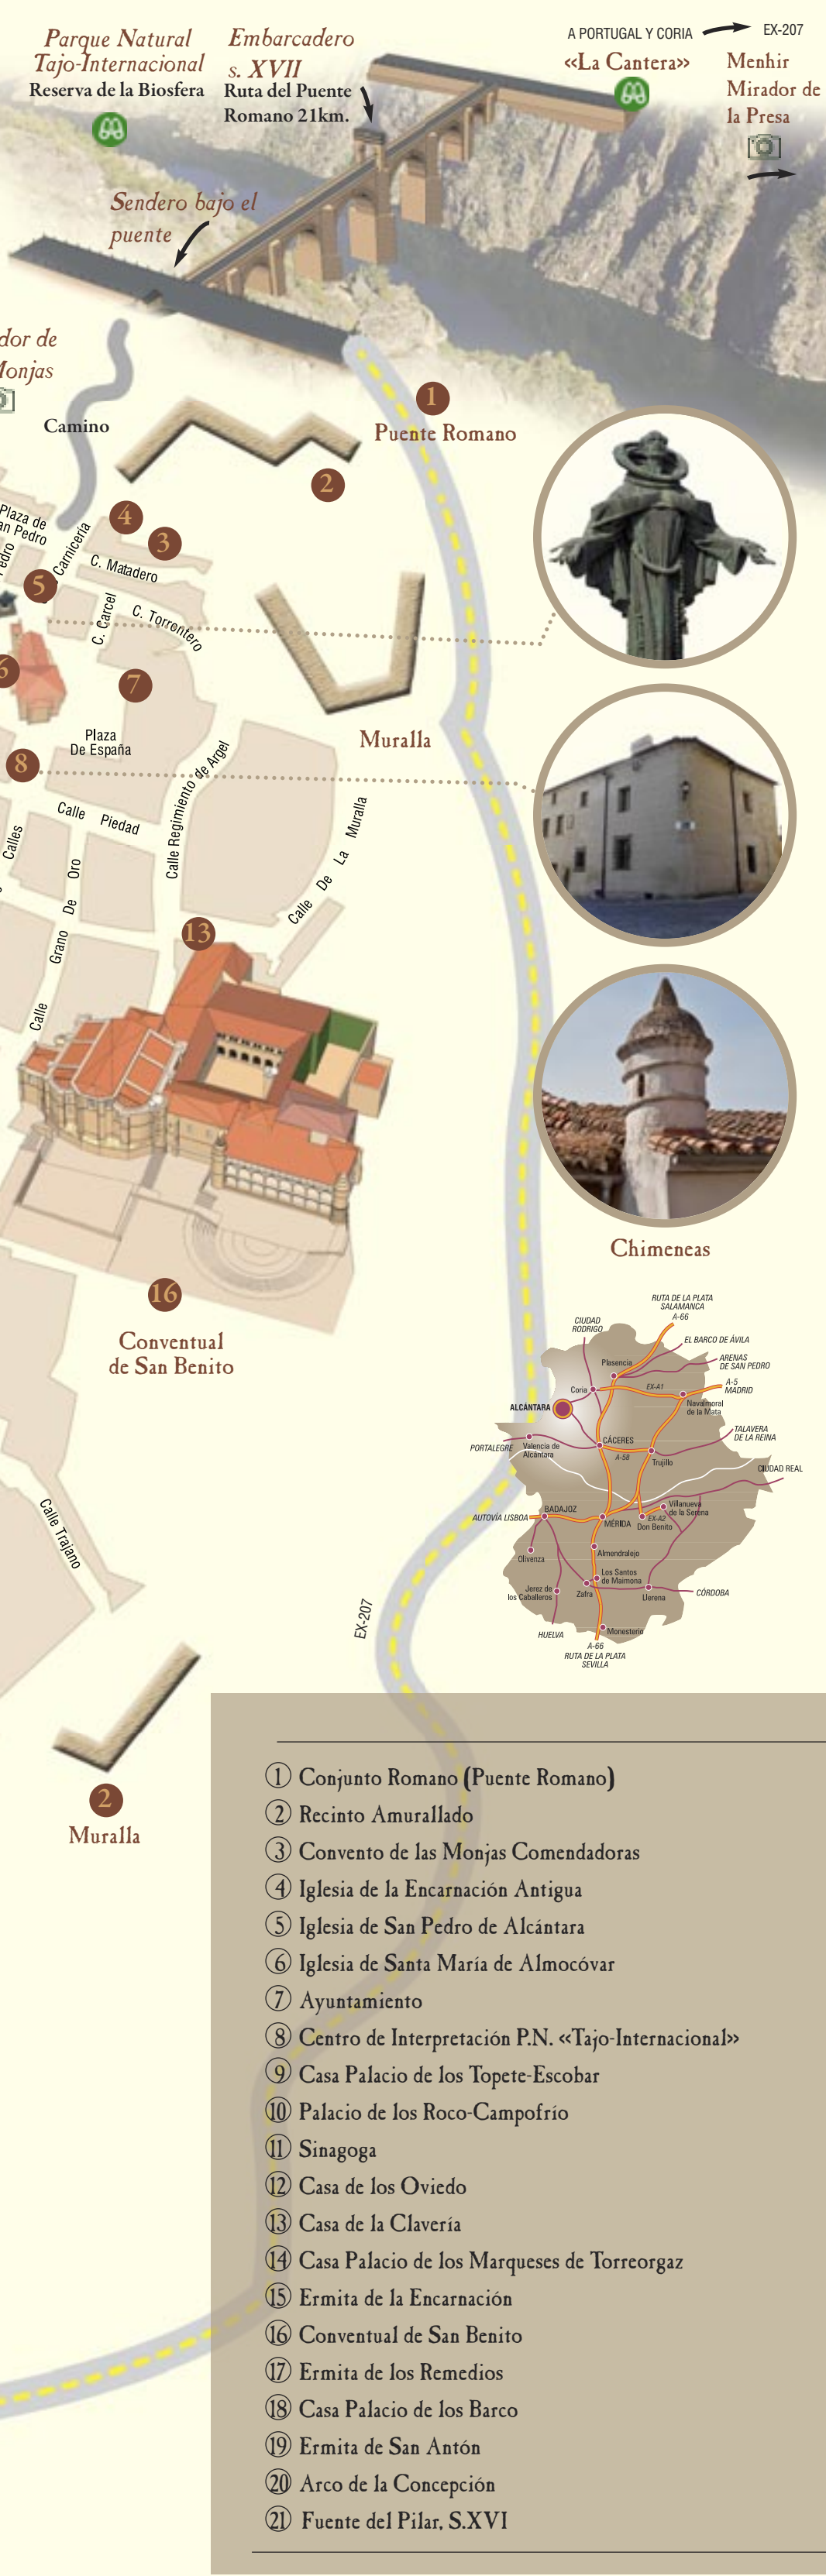 Parque Natural
Tajo-Internacional
Reserva de la Biosfera
Embarcadero
s. XVII
Ruta del Puente
Romano 21km.
A PORTUGAL Y CORIA
EX-207
«La Cantera»
Menhir
Mirador de
la Presa
Sendero bajo el
puente
dor de
Monjas
Camino
1
Puente Romano
2
Plaza de
an Pedro
edro
Carnicería
4
3
C. Matadero
5
C. Carcel
C. Torrontero
6
7
Muralla
Plaza
De España
8
Calle Regimiento de Argel
Calle Piedad
Calle De La Muralla
Calles
Calle Grano De Oro
13
Chimeneas
16
Conventual
de San Benito
RUTA DE LA PLATA
SALAMANCA
A-66
CIUDAD
RODRIGO
EL BARCO DE ÁVILA
ARENAS
DE SAN PEDRO
Plasencia
A-5
MADRID
Coria
EX-A1
Navalmoral
de la Mata
ALCÁNTARA
TALAVERA
DE LA REINA
CÁCERES
PORTALEGRE
Valencia de
Alcántara
A-58
Trujillo
CIUDAD REAL
Villanueva
de la Serena
BADAJOZ
AUTOVÍA LISBOA
MÉRIDA
EX-A2
Don Benito
Olivenza
Almendralejo
Los Santos
de Maimona
Jerez de
los Caballeros
Zafra
Llerena
CÓRDOBA
HUELVA
Monesterio
A-66
RUTA DE LA PLATA
SEVILLA
Calle Trajano
EX-207
2
Muralla
1 Conjunto Romano (Puente Romano)
2 Recinto Amurallado
3 Convento de las Monjas Comendadoras
4 Iglesia de la Encarnación Antigua
5 Iglesia de San Pedro de Alcántara
6 Iglesia de Santa María de Almocóvar
7 Ayuntamiento
8 Centro de Interpretación P.N. «Tajo-Internacional»
9 Casa Palacio de los Topete-Escobar
10 Palacio de los Roco-Campofrío
11 Sinagoga
12 Casa de los Oviedo
13 Casa de la Clavería
14 Casa Palacio de los Marqueses de Torreorgaz
15 Ermita de la Encarnación
16 Conventual de San Benito
17 Ermita de los Remedios
18 Casa Palacio de los Barco
19 Ermita de San Antón
20 Arco de la Concepción
21 Fuente del Pilar, S.XVI